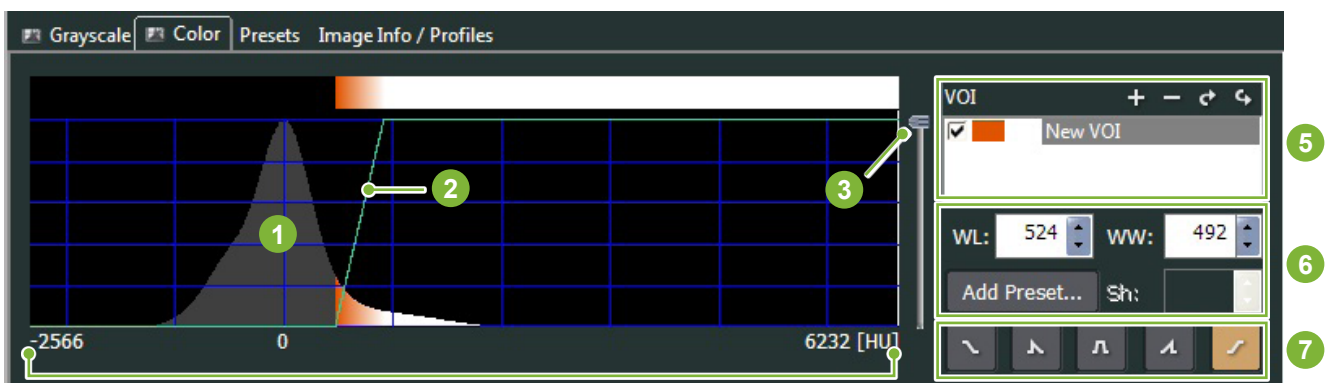 Grayscale Color Presets Image Info / Profiles
VOI
New VOI
5
3
2
1
WL: 524 WW: 492
6
Add Preset... Sh:
-2566 0 6232 [HU]
7